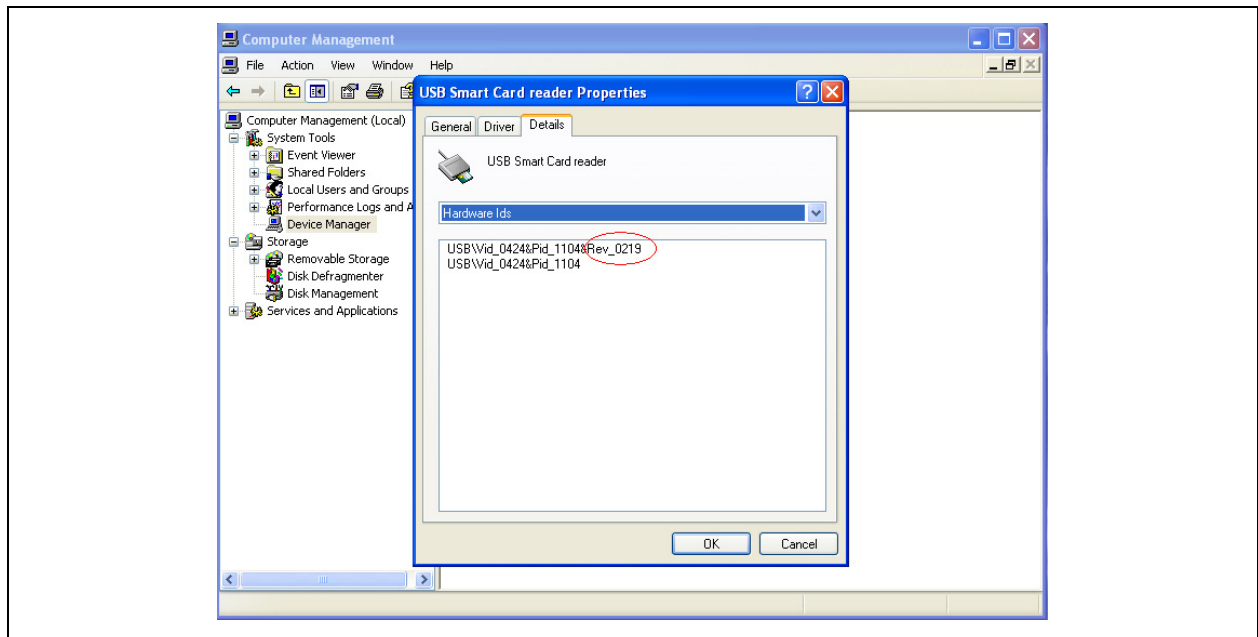 Computer Management
File Action View Window Help
USB Smart Card reader Properties
Computer Management (Local)
System Tools
Event Viewer
Shared Folders
Local Users and Groups
Performance Logs and A
Device Manager
Storage
Removable Storage
Disk Defragmenter
Disk Management
Services and Applications
General Driver Details
USB Smart Card reader
Hardware Ids
USB\Vid_0424&Pid_1104&Rev_0219
USB\Vid_0424&Pid_1104
OK Cancel